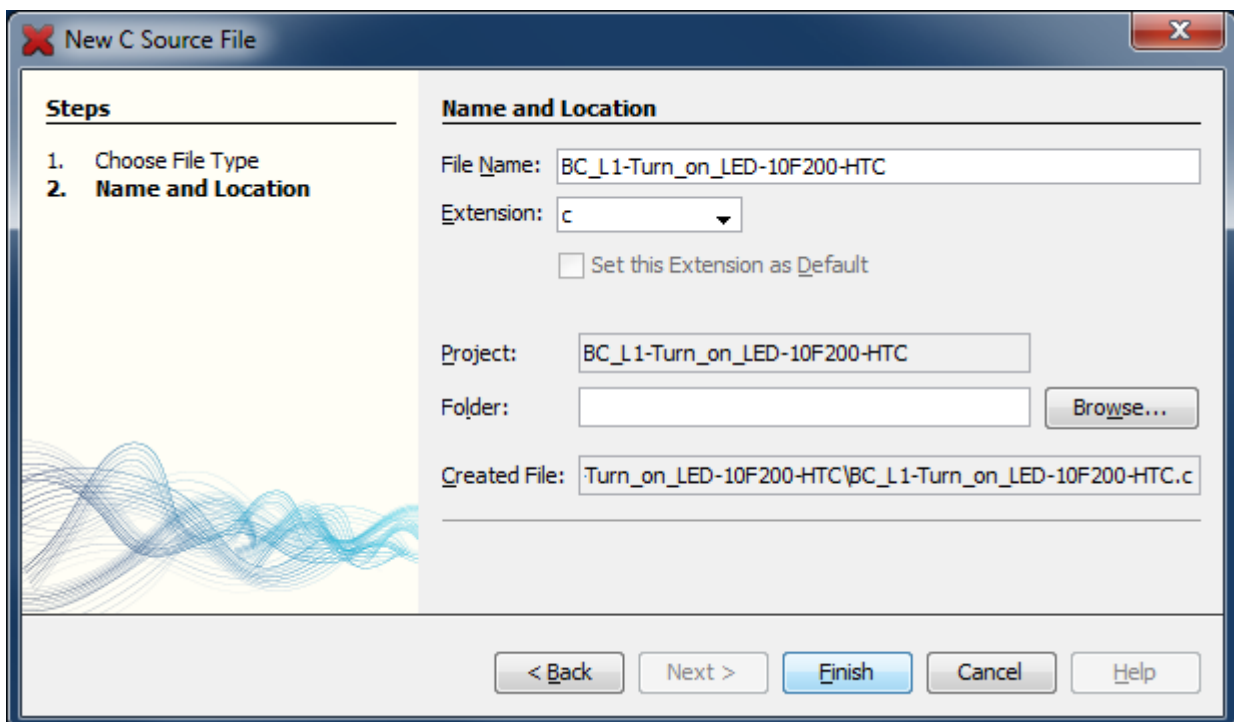 New C Source File
X
Steps
1. Choose File Type
2. Name and Location
Name and Location
File Name: BC_L1-Turn_on_LED-10F200-HTC
Extension: c
Set this Extension as Default
Project: BC_L1-Turn_on_LED-10F200-HTC
Folder: Browse...
Created File: -Turn_on_LED-10F200-HTC\BC_L1-Turn_on_LED-10F200-HTC.c
< Back Next > Finish Cancel Help